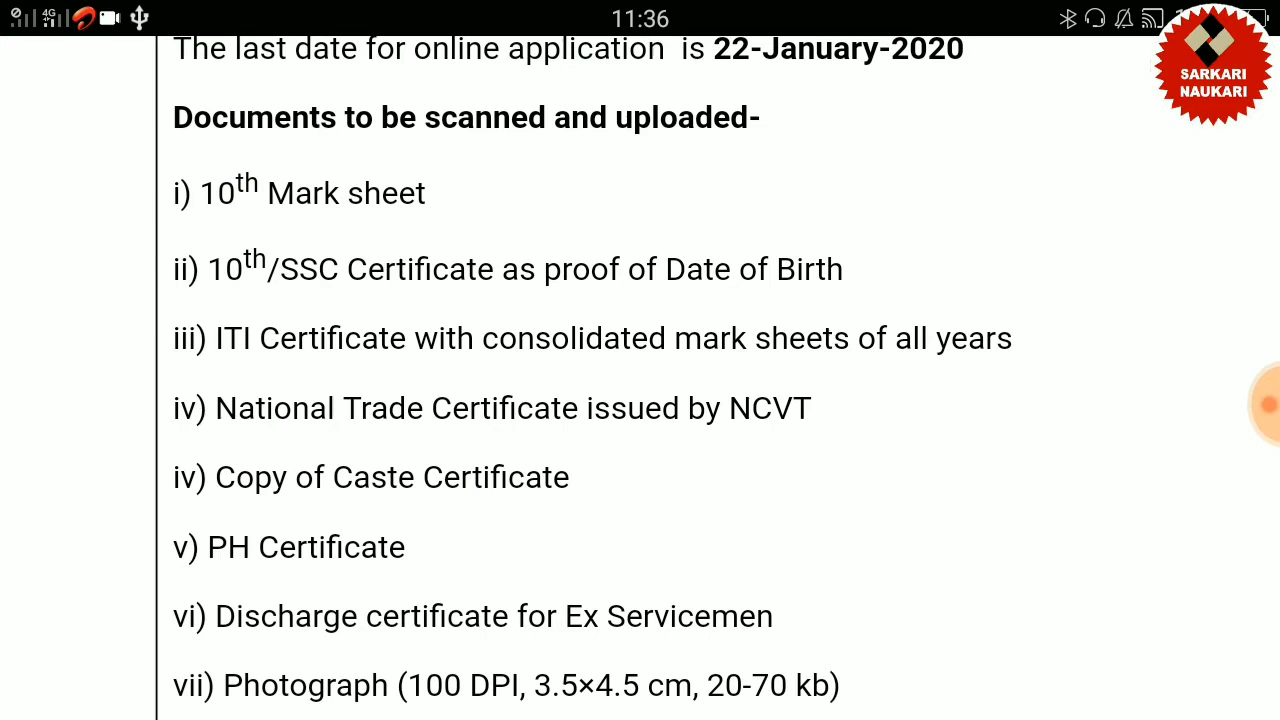 4G
11:36
The last date for online application is 22-January-2020
SARKARI
NAUKARI
Documents to be scanned and uploaded-
i) 10th Mark sheet
ii) 10th/SSC Certificate as proof of Date of Birth
iii) ITI Certificate with consolidated mark sheets of all years
iv) National Trade Certificate issued by NCVT
iv) Copy of Caste Certificate
v) PH Certificate
vi) Discharge certificate for Ex Servicemen
vii) Photograph (100 DPI, 3.5×4.5 cm, 20-70 kb)